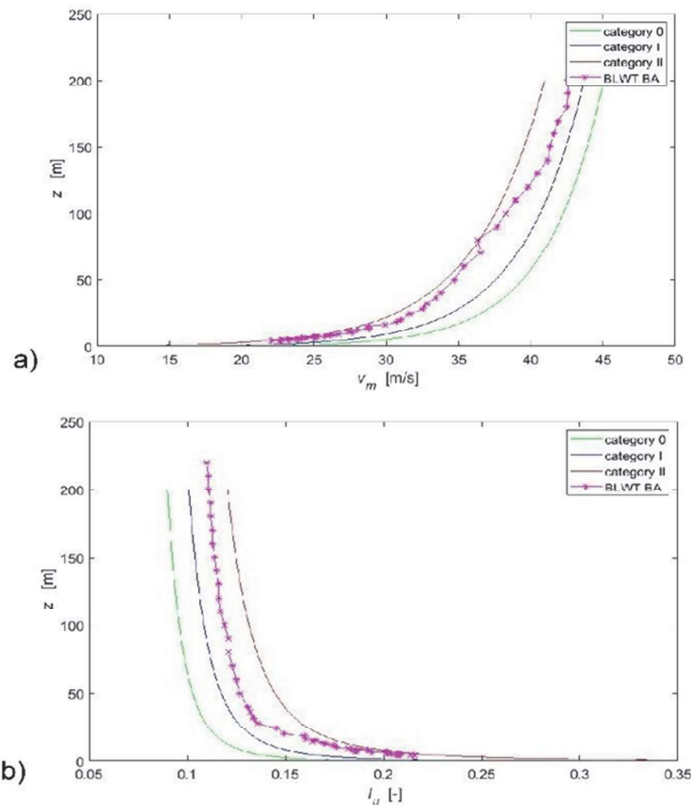 250
200
150
100
50
0
z [m]
10 15 20 25 30 35 40 45 50
v_m [m/s]
category 0
category I
category II
BLWT BA
a)
250
200
150
100
50
0
z [m]
0.05 0.1 0.15 0.2 0.25 0.3 0.35
I_u [-]
category 0
category I
category II
BLWT BA
b)